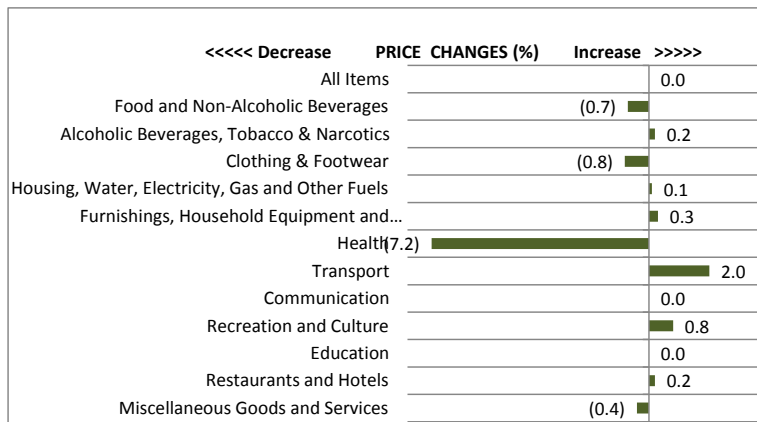 <<<<< Decrease PRICE CHANGES (%) Increase >>>>>
All Items 0.0
Food and Non-Alcoholic Beverages (0.7)
Alcoholic Beverages, Tobacco & Narcotics 0.2
Clothing & Footwear (0.8)
Housing, Water, Electricity, Gas and Other Fuels 0.1
Furnishings, Household Equipment and... 0.3
Health (7.2)
Transport 2.0
Communication 0.0
Recreation and Culture 0.8
Education 0.0
Restaurants and Hotels 0.2
Miscellaneous Goods and Services (0.4)